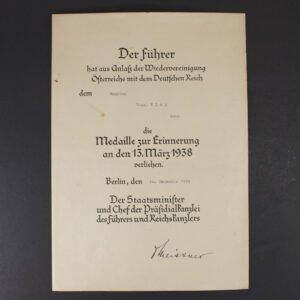 Der Führer
hat aus Anlaß der Wiedervereinigung
Österreichs mit dem Deutschen Reich
dem
die
Medaille zur Erinnerung
an den 13. März 1938
verliehen.
Berlin, den
Der Staatsminister
und Chef der Präsidialkanzlei
des Führers und Reichskanzlers
Meissner